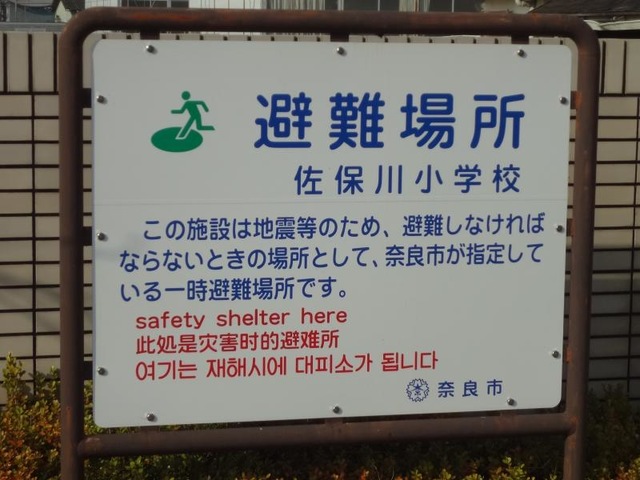 避難場所
佐保川小学校
この施設は地震等のため、避難しなければ
ならないときの場所として、奈良市が指定して
いる一時避難場所です。
safety shelter here
此処是灾害时的避难所
여기는 재해시에 대피소가 됩니다
奈良市